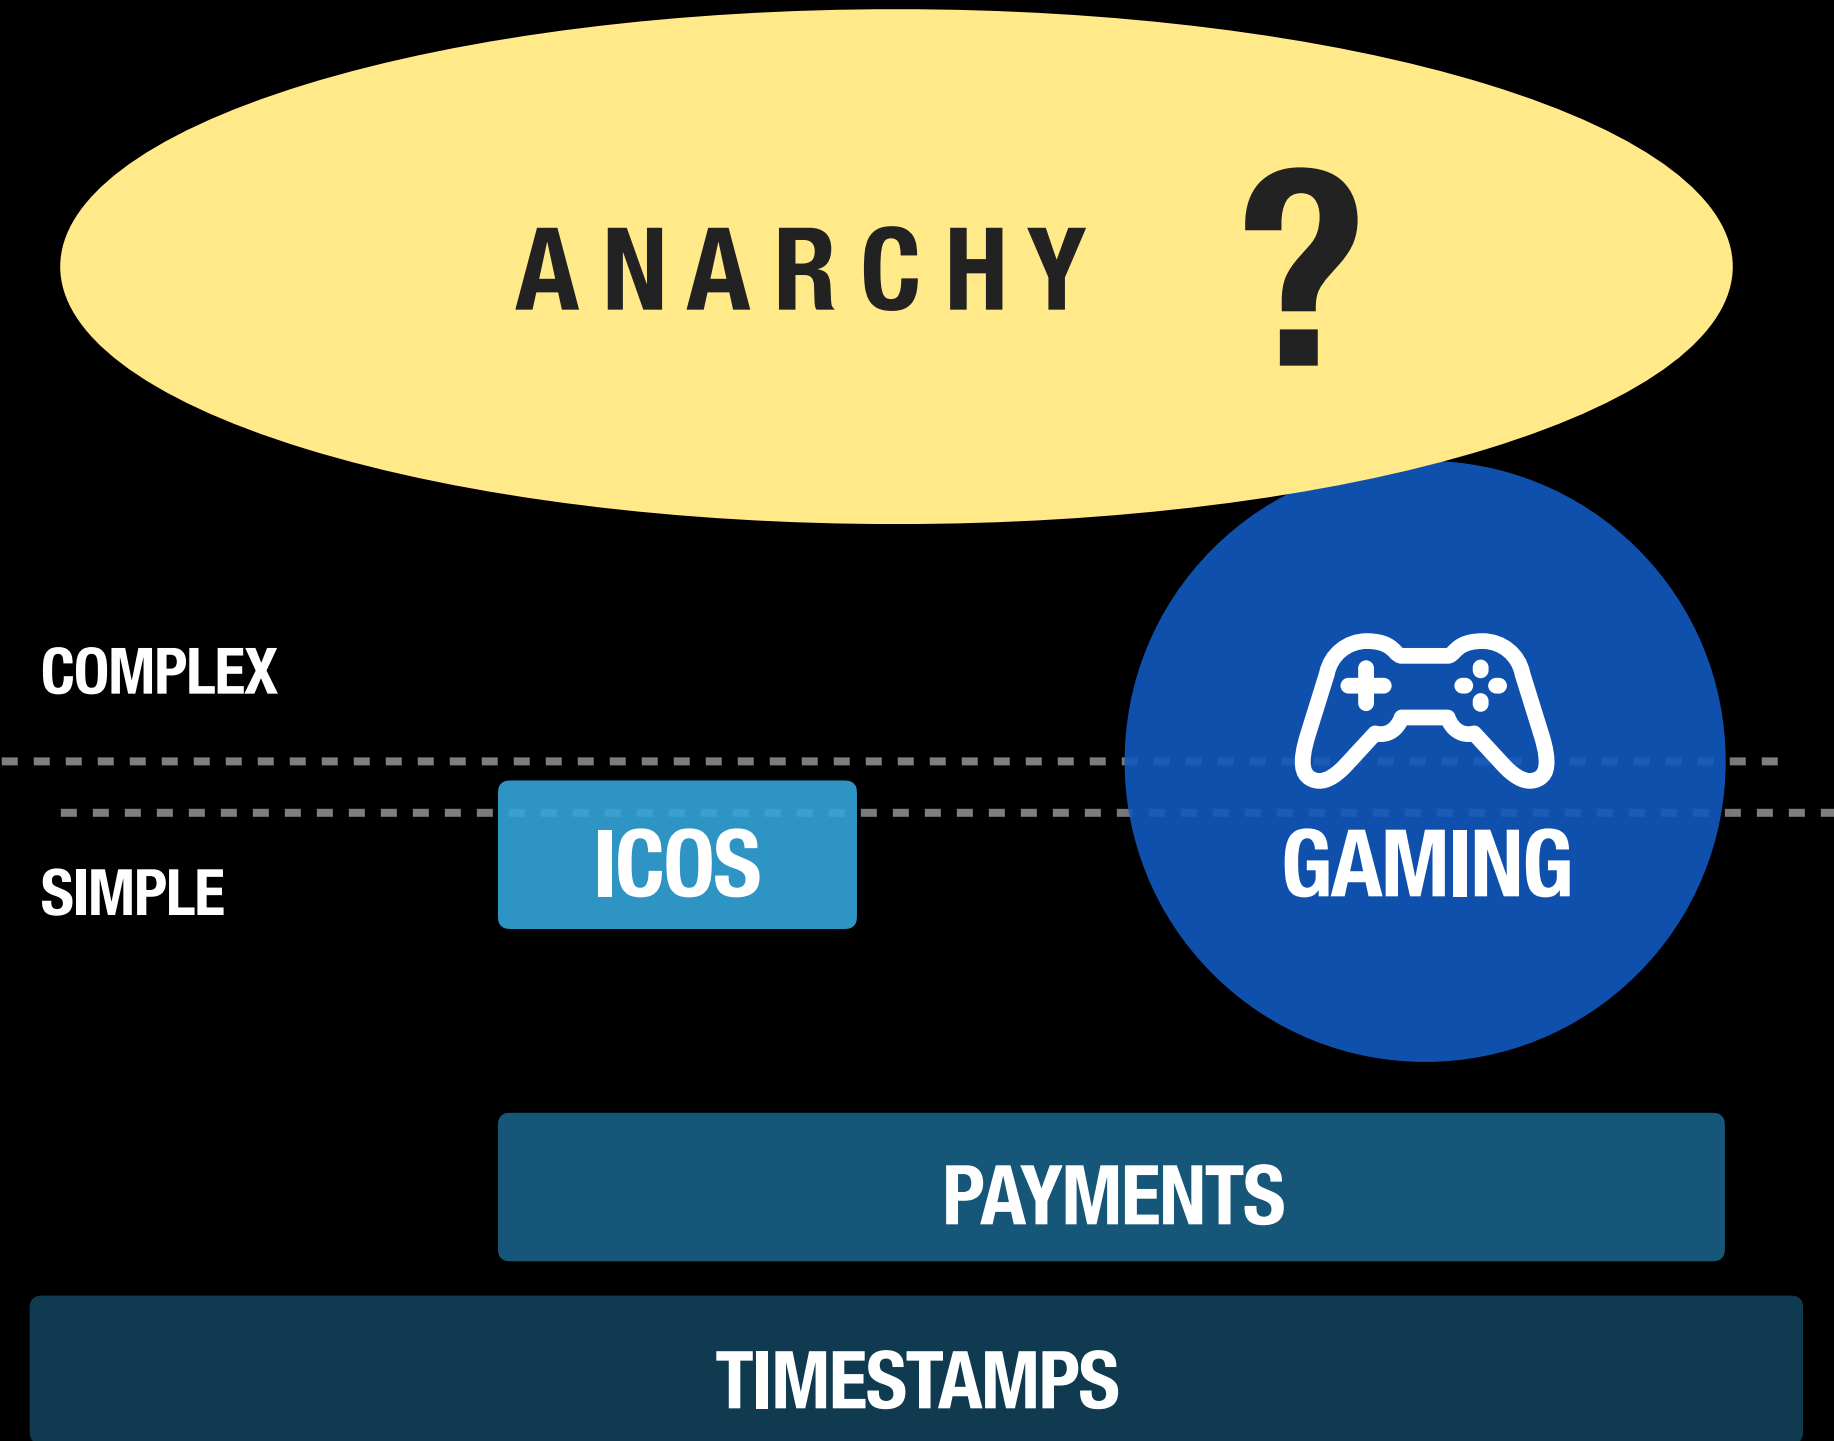 ANARCHY ?
COMPLEX
SIMPLE
ICOS
GAMING
PAYMENTS
TIMESTAMPS